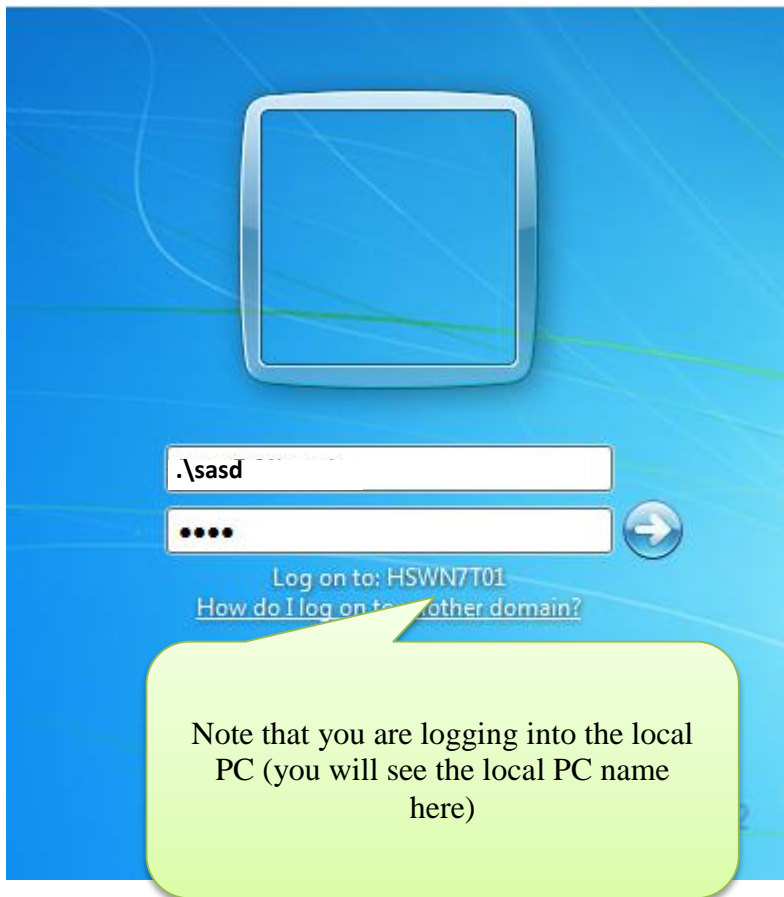 .\sasd
••••
Log on to: HSWN7T01
How do I log on to another domain?
Note that you are logging into the local
PC (you will see the local PC name
here)
2